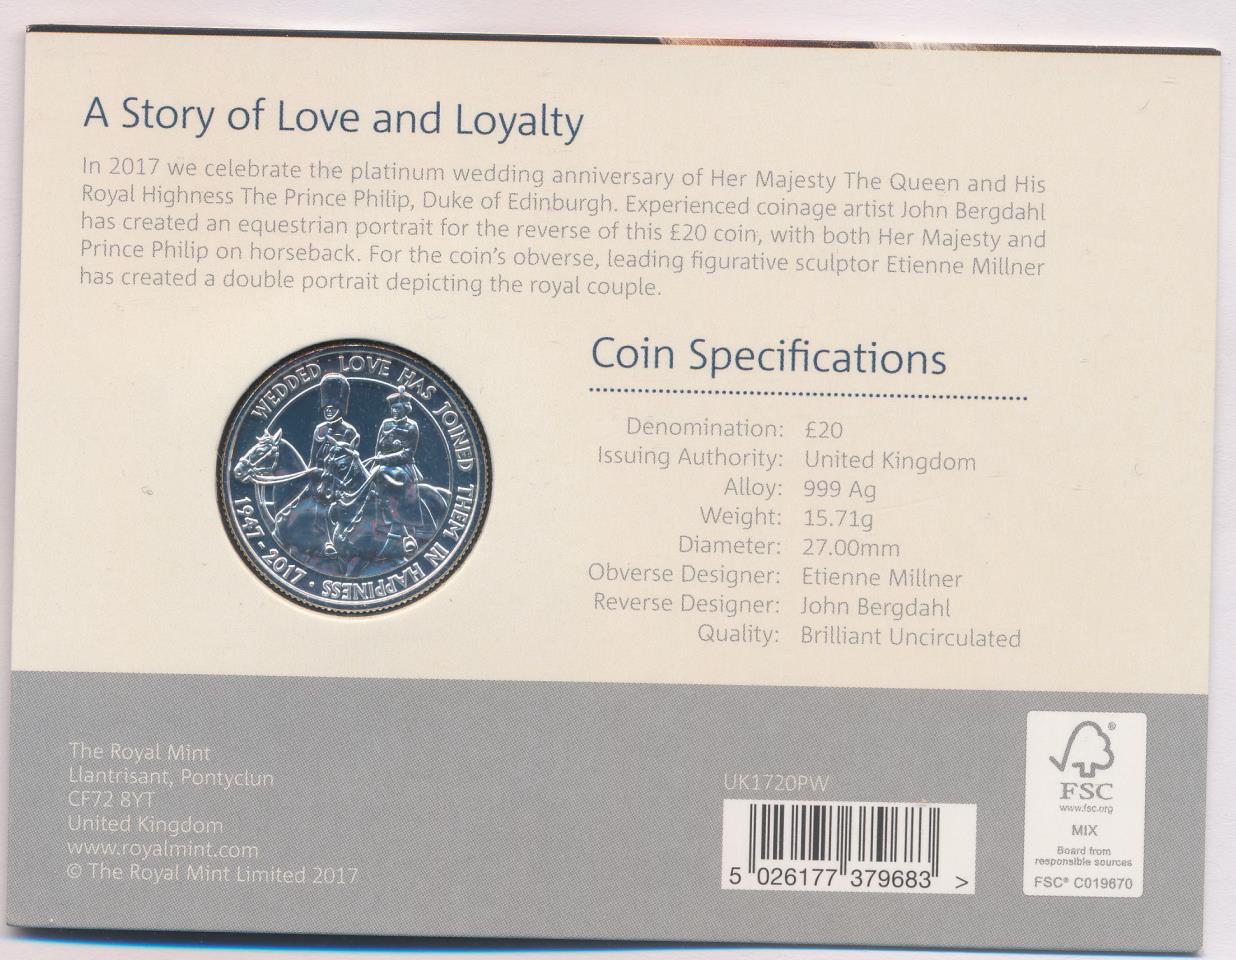 A Story of Love and Loyalty
In 2017 we celebrate the platinum wedding anniversary of Her Majesty The Queen and His
Royal Highness The Prince Philip, Duke of Edinburgh. Experienced coinage artist John Bergdahl
has created an equestrian portrait for the reverse of this £20 coin, with both Her Majesty and
Prince Philip on horseback. For the coin's obverse, leading figurative sculptor Etienne Millner
has created a double portrait depicting the royal couple.
WEDDED LOVE HAS JOINED THEM IN HAPPINESS · 1947-2017
Coin Specifications
Denomination: £20
Issuing Authority: United Kingdom
Alloy: 999 Ag
Weight: 15.71g
Diameter: 27.00mm
Obverse Designer: Etienne Millner
Reverse Designer: John Bergdahl
Quality: Brilliant Uncirculated
The Royal Mint
Llantrisant, Pontyclun
CF72 8YT
United Kingdom
www.royalmint.com
© The Royal Mint Limited 2017
UK1720PW
5 026177 379683 >
FSC
www.fsc.org
MIX
Board from
responsible sources
FSC® C019670